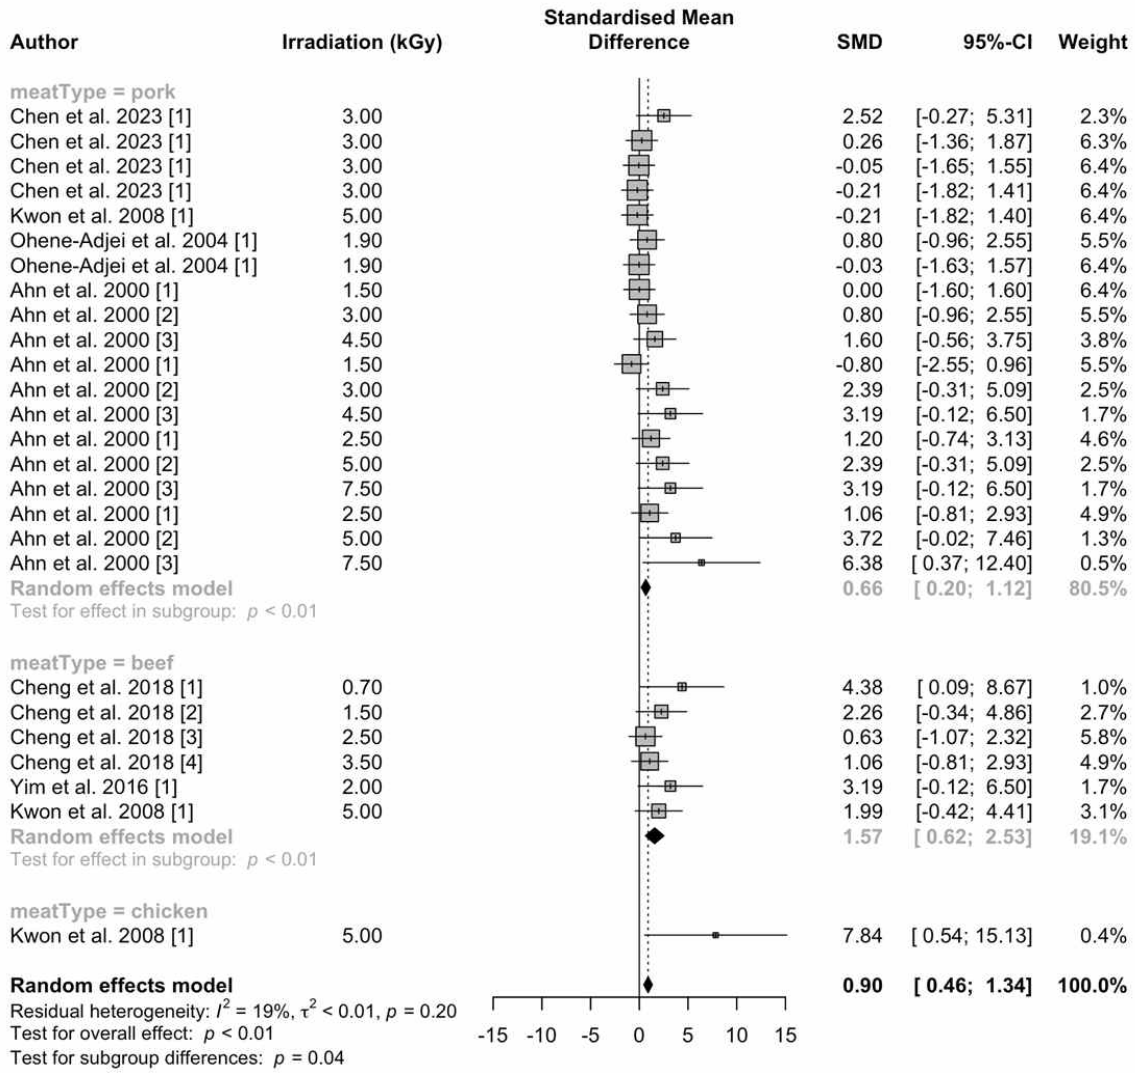 Standardised Mean
Author Irradiation (kGy) Difference SMD 95%-CI Weight
meatType = pork
Chen et al. 2023 [1] 3.00 2.52 [-0.27; 5.31] 2.3%
Chen et al. 2023 [1] 3.00 0.26 [-1.36; 1.87] 6.3%
Chen et al. 2023 [1] 3.00 -0.05 [-1.65; 1.55] 6.4%
Chen et al. 2023 [1] 3.00 -0.21 [-1.82; 1.41] 6.4%
Kwon et al. 2008 [1] 5.00 -0.21 [-1.82; 1.40] 6.4%
Ohene-Adjei et al. 2004 [1] 1.90 0.80 [-0.96; 2.55] 5.5%
Ohene-Adjei et al. 2004 [1] 1.90 -0.03 [-1.63; 1.57] 6.4%
Ahn et al. 2000 [1] 1.50 0.00 [-1.60; 1.60] 6.4%
Ahn et al. 2000 [2] 3.00 0.80 [-0.96; 2.55] 5.5%
Ahn et al. 2000 [3] 4.50 1.60 [-0.56; 3.75] 3.8%
Ahn et al. 2000 [1] 1.50 -0.80 [-2.55; 0.96] 5.5%
Ahn et al. 2000 [2] 3.00 2.39 [-0.31; 5.09] 2.5%
Ahn et al. 2000 [3] 4.50 3.19 [-0.12; 6.50] 1.7%
Ahn et al. 2000 [1] 2.50 1.20 [-0.74; 3.13] 4.6%
Ahn et al. 2000 [2] 5.00 2.39 [-0.31; 5.09] 2.5%
Ahn et al. 2000 [3] 7.50 3.19 [-0.12; 6.50] 1.7%
Ahn et al. 2000 [1] 2.50 1.06 [-0.81; 2.93] 4.9%
Ahn et al. 2000 [2] 5.00 3.72 [-0.02; 7.46] 1.3%
Ahn et al. 2000 [3] 7.50 6.38 [ 0.37; 12.40] 0.5%
Random effects model 0.66 [ 0.20; 1.12] 80.5%
Test for effect in subgroup: p < 0.01
meatType = beef
Cheng et al. 2018 [1] 0.70 4.38 [ 0.09; 8.67] 1.0%
Cheng et al. 2018 [2] 1.50 2.26 [-0.34; 4.86] 2.7%
Cheng et al. 2018 [3] 2.50 0.63 [-1.07; 2.32] 5.8%
Cheng et al. 2018 [4] 3.50 1.06 [-0.81; 2.93] 4.9%
Yim et al. 2016 [1] 2.00 3.19 [-0.12; 6.50] 1.7%
Kwon et al. 2008 [1] 5.00 1.99 [-0.42; 4.41] 3.1%
Random effects model 1.57 [ 0.62; 2.53] 19.1%
Test for effect in subgroup: p < 0.01
meatType = chicken
Kwon et al. 2008 [1] 5.00 7.84 [ 0.54; 15.13] 0.4%
Random effects model 0.90 [ 0.46; 1.34] 100.0%
Residual heterogeneity: I² = 19%, τ² < 0.01, p = 0.20
Test for overall effect: p < 0.01 -15 -10 -5 0 5 10 15
Test for subgroup differences: p = 0.04